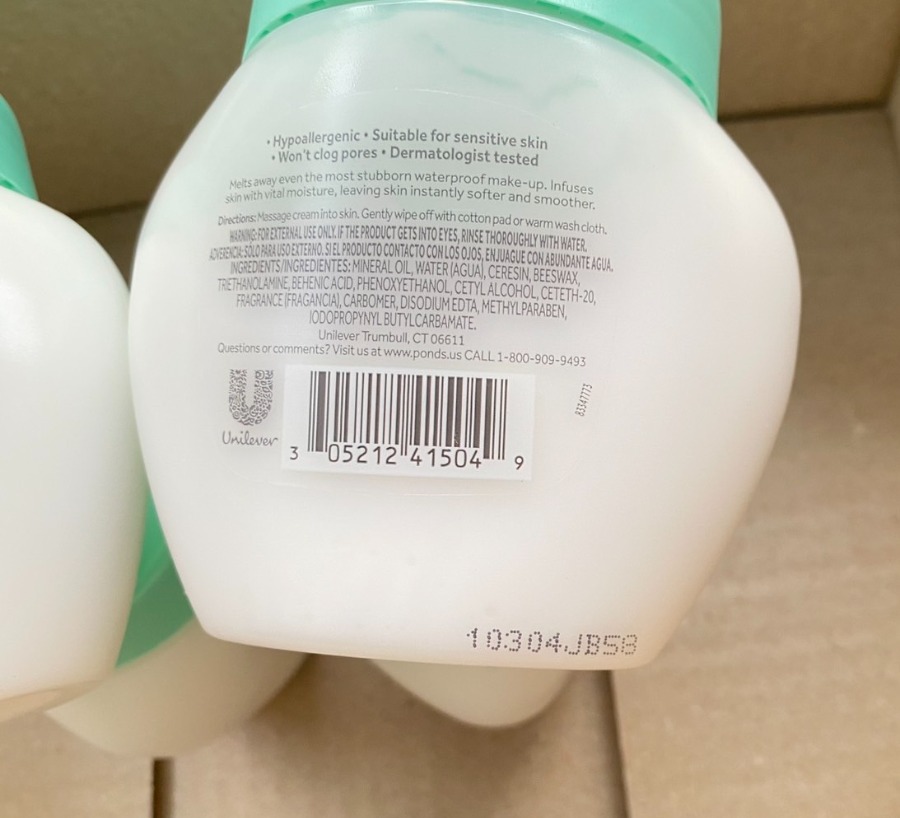 • Hypoallergenic • Suitable for sensitive skin
• Won't clog pores • Dermatologist tested
Melts away even the most stubborn waterproof make-up. Infuses
skin with vital moisture, leaving skin instantly softer and smoother.
Directions: Massage cream into skin. Gently wipe off with cotton pad or warm wash cloth.
WARNING: FOR EXTERNAL USE ONLY. IF THE PRODUCT GETS INTO EYES, RINSE THOROUGHLY WITH WATER.
ADVERENCIA: SÓLO PARA USO EXTERNO. SI EL PRODUCTO CONTACTO CON LOS OJOS, ENJUAGUE CON ABUNDANTE AGUA.
INGREDIENTS/INGREDIENTES: MINERAL OIL, WATER (AGUA), CERESIN, BEESWAX,
TRIETHANOLAMINE, BEHENIC ACID, PHENOXYETHANOL, CETYL ALCOHOL, CETETH-20,
FRAGRANCE (FRAGANCIA), CARBOMER, DISODIUM EDTA, METHYLPARABEN,
IODOPROPYNYL BUTYLCARBAMATE.
Unilever Trumbull, CT 06611
Questions or comments? Visit us at www.ponds.us CALL 1-800-909-9493
Unilever
3 05212 41504 9
83347773
10304JB58